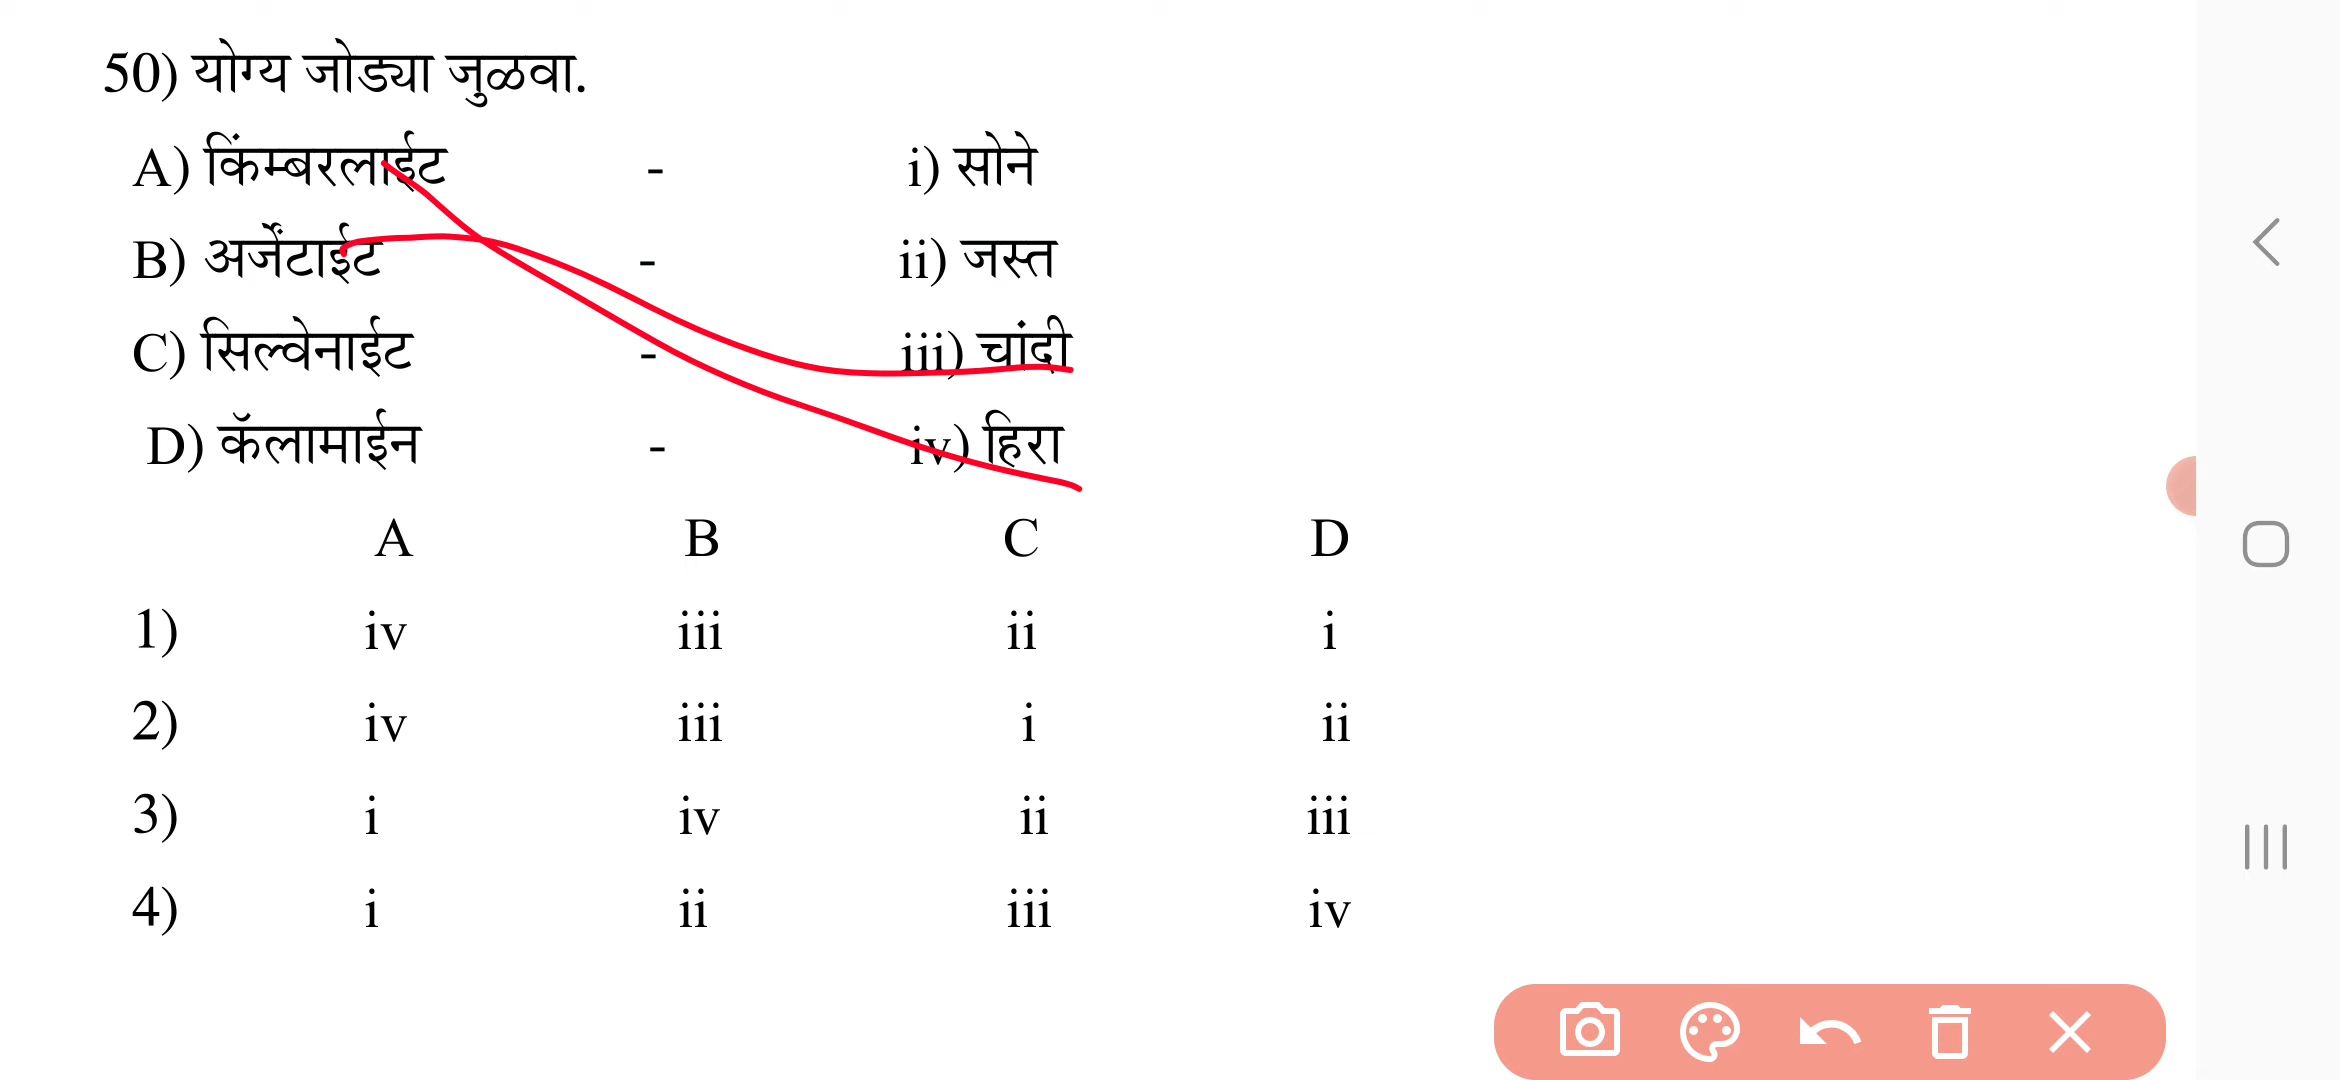 50) योग्य जोड्या जुळवा.
A) किंम्बरलाईट - i) सोने
B) अर्जेंटाईट - ii) जस्त
C) सिल्वेनाईट - iii) चांदी
D) कॅलामाईन - iv) हिरा
A B C D
1) iv iii ii i
2) iv iii i ii
3) i iv ii iii
4) i ii iii iv